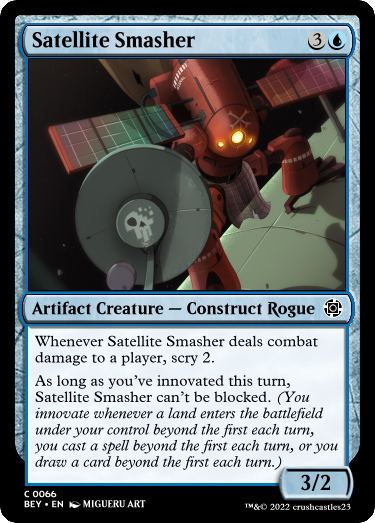 Satellite Smasher 3
Artifact Creature — Construct Rogue
Whenever Satellite Smasher deals combat
damage to a player, scry 2.
As long as you've innovated this turn,
Satellite Smasher can't be blocked. (You
innovate whenever a land enters the battlefield
under your control beyond the first each turn,
you cast a spell beyond the first each turn, or you
draw a card beyond the first each turn.)
3/2
C 0066
BEY • EN MIGUERU ART
™&© 2022 crushcastles23